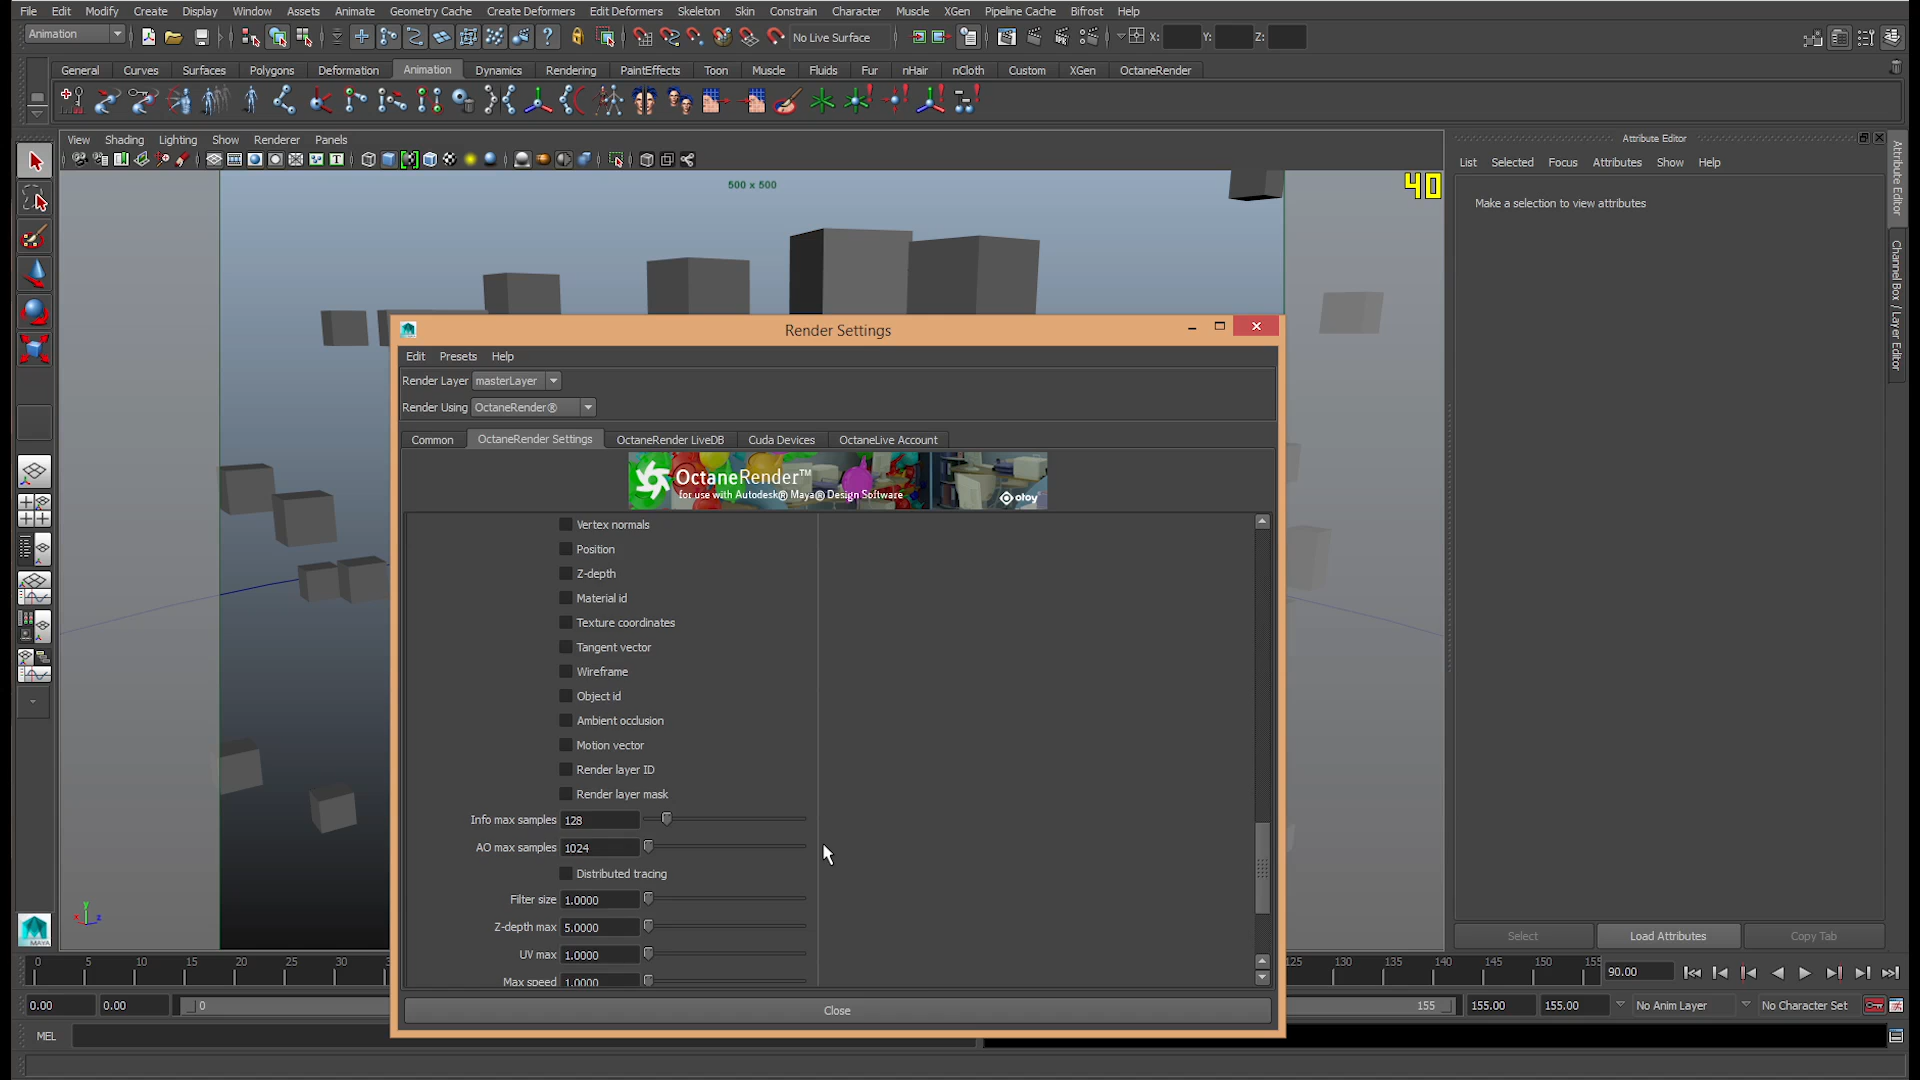 File Edit Modify Create Display Window Assets Animate Geometry Cache Create Deformers Edit Deformers Skeleton Skin Constrain Character Muscle XGen Pipeline Cache Bifrost Help
Animation No Live Surface X: Y: Z:
General Curves Surfaces Polygons Deformation Animation Dynamics Rendering PaintEffects Toon Muscle Fluids Fur nHair nCloth Custom XGen OctaneRender
View Shading Lighting Show Renderer Panels
500 x 500
40
Attribute Editor
List Selected Focus Attributes Show Help
Make a selection to view attributes
Attribute Editor
Channel Box / Layer Editor
Render Settings
Edit Presets Help
Render Layer masterLayer
Render Using OctaneRender®
Common OctaneRender Settings OctaneRender LiveDB Cuda Devices OctaneLive Account
OctaneRender™
for use with Autodesk® Maya® Design Software
otoy
Vertex normals
Position
Z-depth
Material id
Texture coordinates
Tangent vector
Wireframe
Object id
Ambient occlusion
Motion vector
Render layer ID
Render layer mask
Info max samples 128
AO max samples 1024
Distributed tracing
Filter size 1.0000
Z-depth max 5.0000
UV max 1.0000
Max speed 1.0000
Close
Select Load Attributes Copy Tab
y
x z
MAYA
0 5 10 15 20 25 30 125 130 135 140 145 150 155 90.00
0.00 0.00 0 155 155.00 155.00 No Anim Layer No Character Set
MEL